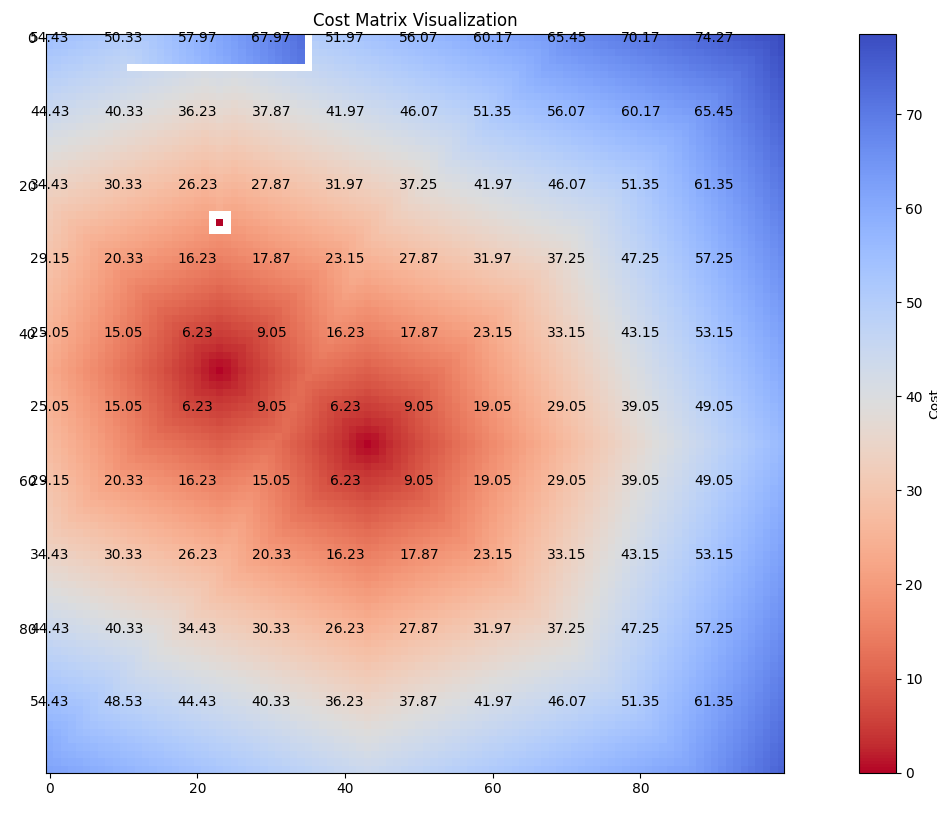 Cost Matrix Visualization
0 54.43 50.33 57.97 67.97 51.97 56.07 60.17 65.45 70.17 74.27
44.43 40.33 36.23 37.87 41.97 46.07 51.35 56.07 60.17 65.45
70
20 34.43 30.33 26.23 27.87 31.97 37.25 41.97 46.07 51.35 61.35
60
29.15 20.33 16.23 17.87 23.15 27.87 31.97 37.25 47.25 57.25
50
40 25.05 15.05 6.23 9.05 16.23 17.87 23.15 33.15 43.15 53.15
40
Cost
25.05 15.05 6.23 9.05 6.23 9.05 19.05 29.05 39.05 49.05
60 29.15 20.33 16.23 15.05 6.23 9.05 19.05 29.05 39.05 49.05
30
34.43 30.33 26.23 20.33 16.23 17.87 23.15 33.15 43.15 53.15
20
80 44.43 40.33 34.43 30.33 26.23 27.87 31.97 37.25 47.25 57.25
10
54.43 48.53 44.43 40.33 36.23 37.87 41.97 46.07 51.35 61.35
0
0 20 40 60 80